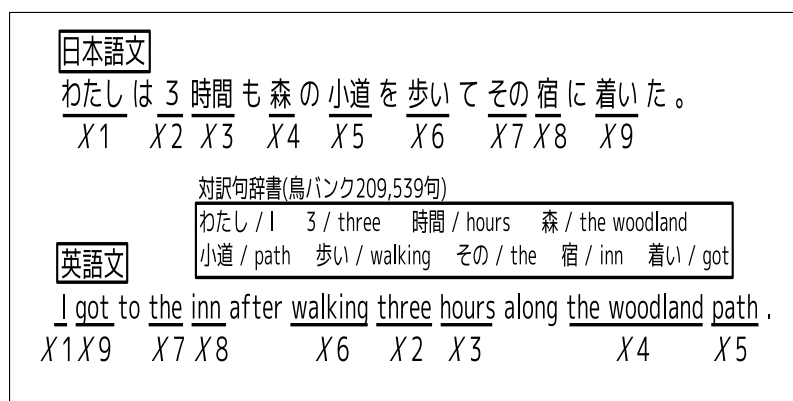 日本語文
わたし は 3 時間 も 森 の 小道 を 歩い て その 宿 に 着い た 。
X1 X2 X3 X4 X5 X6 X7 X8 X9
対訳句辞書(鳥バンク209,539句)
わたし / I 3 / three 時間 / hours 森 / the woodland
小道 / path 歩い / walking その / the 宿 / inn 着い / got
英語文
I got to the inn after walking three hours along the woodland path .
X1 X9 X7 X8 X6 X2 X3 X4 X5